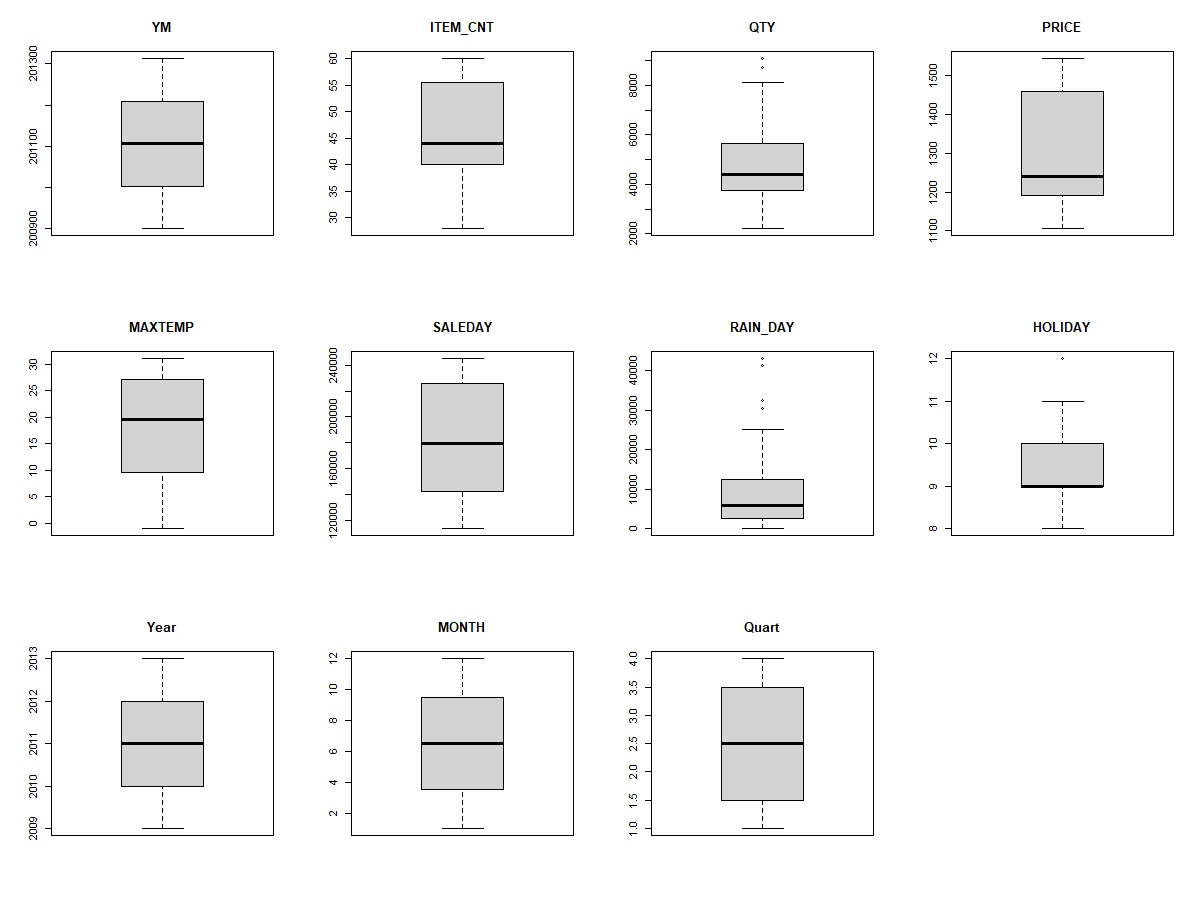 YM ITEM_CNT QTY PRICE
200900 201100 201300
30 35 40 45 50 55 60
2000 4000 6000 8000
1100 1200 1300 1400 1500
MAXTEMP SALEDAY RAIN_DAY HOLIDAY
0 5 10 15 20 25 30
120000 160000 200000 240000
0 10000 20000 30000 40000
8 9 10 11 12
Year MONTH Quart
2009 2010 2011 2012 2013
2 4 6 8 10 12
1.0 1.5 2.0 2.5 3.0 3.5 4.0